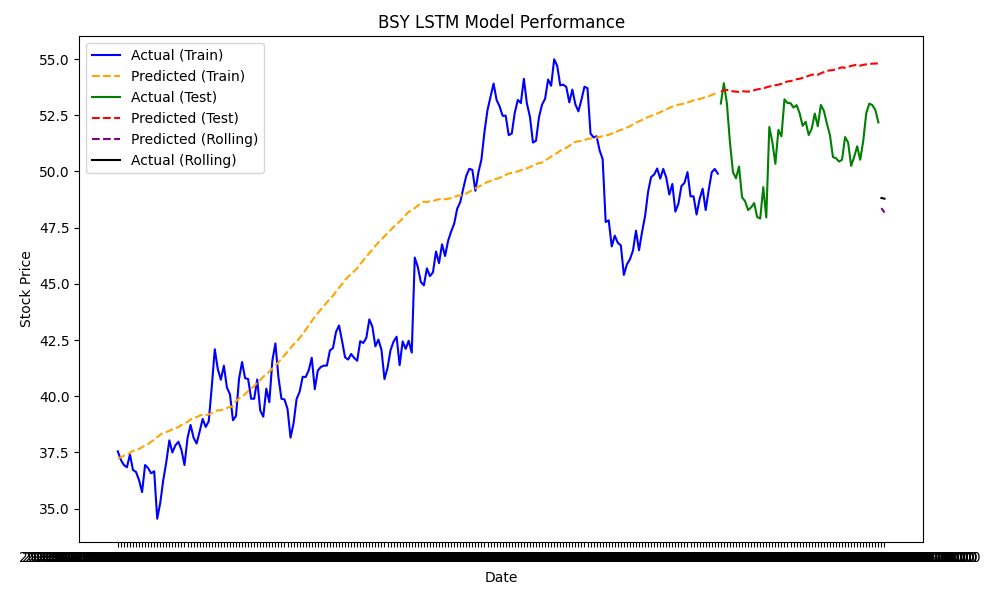 BSY LSTM Model Performance
Actual (Train)
Predicted (Train)
Actual (Test)
Predicted (Test)
Predicted (Rolling)
Actual (Rolling)
Stock Price
55.0
52.5
50.0
47.5
45.0
42.5
40.0
37.5
35.0
Date